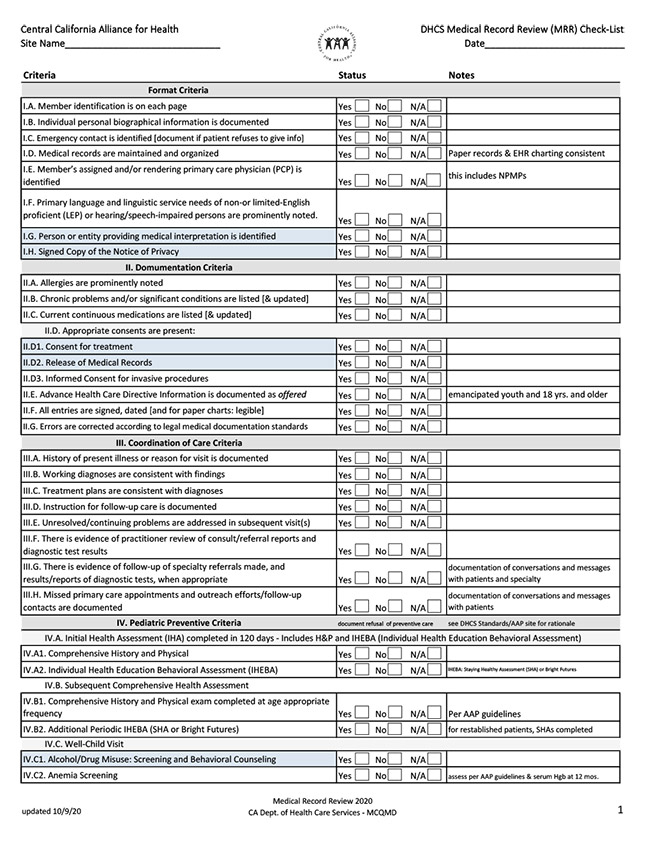 Central California Alliance for Health DHCS Medical Record Review (MRR) Check-List
Site Name____________________________ Date_________________________
Criteria Status Notes
Format Criteria
I.A. Member identification is on each page Yes No N/A
I.B. Individual personal biographical information is documented Yes No N/A
I.C. Emergency contact is identified [document if patient refuses to give info] Yes No N/A
I.D. Medical records are maintained and organized Yes No N/A Paper records & EHR charting consistent
I.E. Member's assigned and/or rendering primary care physician (PCP) is
identified Yes No N/A this includes NPMPs
I.F. Primary language and linguistic service needs of non-or limited-English
proficient (LEP) or hearing/speech-impaired persons are prominently noted. Yes No N/A
I.G. Person or entity providing medical interpretation is identified Yes No N/A
I.H. Signed Copy of the Notice of Privacy Yes No N/A
II. Domumentation Criteria
II.A. Allergies are prominently noted Yes No N/A
II.B. Chronic problems and/or significant conditions are listed [& updated] Yes No N/A
II.C. Current continuous medications are listed [& updated] Yes No N/A
II.D. Appropriate consents are present:
II.D1. Consent for treatment Yes No N/A
II.D2. Release of Medical Records Yes No N/A
II.D3. Informed Consent for invasive procedures Yes No N/A
II.E. Advance Health Care Directive Information is documented as offered Yes No N/A emancipated youth and 18 yrs. and older
II.F. All entries are signed, dated [and for paper charts: legible] Yes No N/A
II.G. Errors are corrected according to legal medical documentation standards Yes No N/A
III. Coordination of Care Criteria
III.A. History of present illness or reason for visit is documented Yes No N/A
III.B. Working diagnoses are consistent with findings Yes No N/A
III.C. Treatment plans are consistent with diagnoses Yes No N/A
III.D. Instruction for follow-up care is documented Yes No N/A
III.E. Unresolved/continuing problems are addressed in subsequent visit(s) Yes No N/A
III.F. There is evidence of practitioner review of consult/referral reports and
diagnostic test results Yes No N/A
III.G. There is evidence of follow-up of specialty referrals made, and documentation of conversations and messages
results/reports of diagnostic tests, when appropriate Yes No N/A with patients and specialty
III.H. Missed primary care appointments and outreach efforts/follow-up documentation of conversations and messages
contacts are documented Yes No N/A with patients
IV. Pediatric Preventive Criteria document refusal of preventive care see DHCS Standards/AAP site for rationale
IV.A. Initial Health Assessment (IHA) completed in 120 days - Includes H&P and IHEBA (Individual Health Education Behavioral Assessment)
IV.A1. Comprehensive History and Physical Yes No N/A
IV.A2. Individual Health Education Behavioral Assessment (IHEBA) Yes No N/A IHEBA: Staying Healthy Assessment (SHA) or Bright Futures
IV.B. Subsequent Comprehensive Health Assessment
IV.B1. Comprehensive History and Physical exam completed at age appropriate
frequency Yes No N/A Per AAP guidelines
IV.B2. Additional Periodic IHEBA (SHA or Bright Futures) Yes No N/A for restablished patients, SHAs completed
IV.C. Well-Child Visit
IV.C1. Alcohol/Drug Misuse: Screening and Behavioral Counseling Yes No N/A
IV.C2. Anemia Screening Yes No N/A assess per AAP guidelines & serum Hgb at 12 mos.
Medical Record Review 2020
updated 10/9/20 CA Dept. of Health Care Services - MCQMD 1